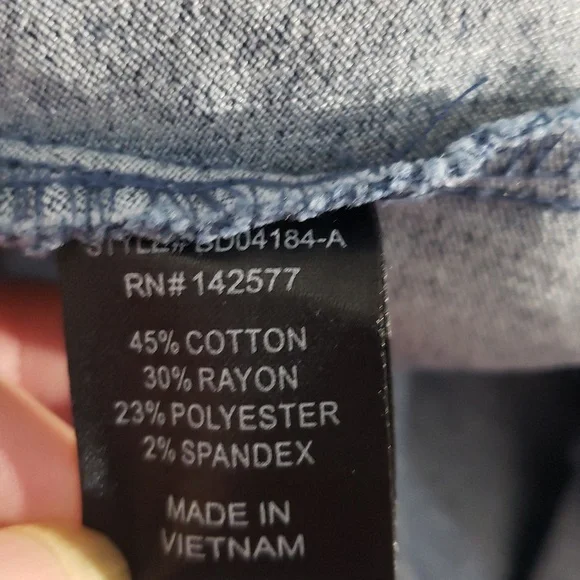 STYLE# BD04184-A
RN# 142577
45% COTTON
30% RAYON
23% POLYESTER
2% SPANDEX
MADE IN
VIETNAM